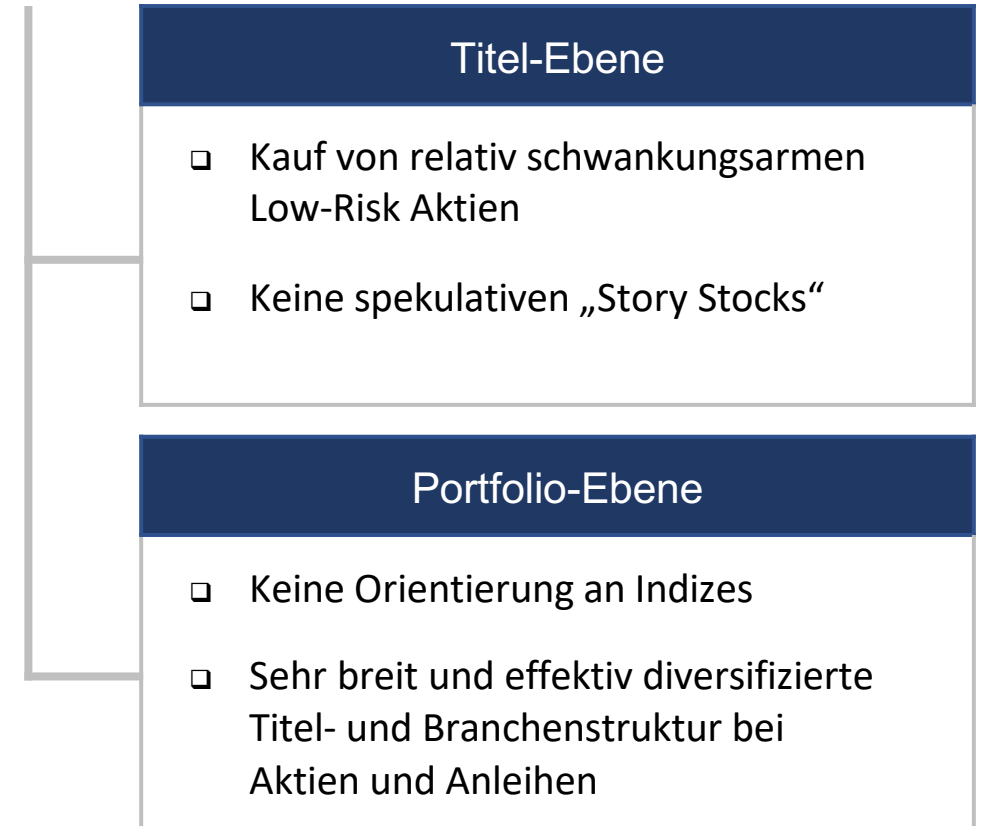 Titel-Ebene
❑ Kauf von relativ schwankungsarmen
Low-Risk Aktien
❑ Keine spekulativen „Story Stocks“
Portfolio-Ebene
❑ Keine Orientierung an Indizes
❑ Sehr breit und effektiv diversifizierte
Titel- und Branchenstruktur bei
Aktien und Anleihen